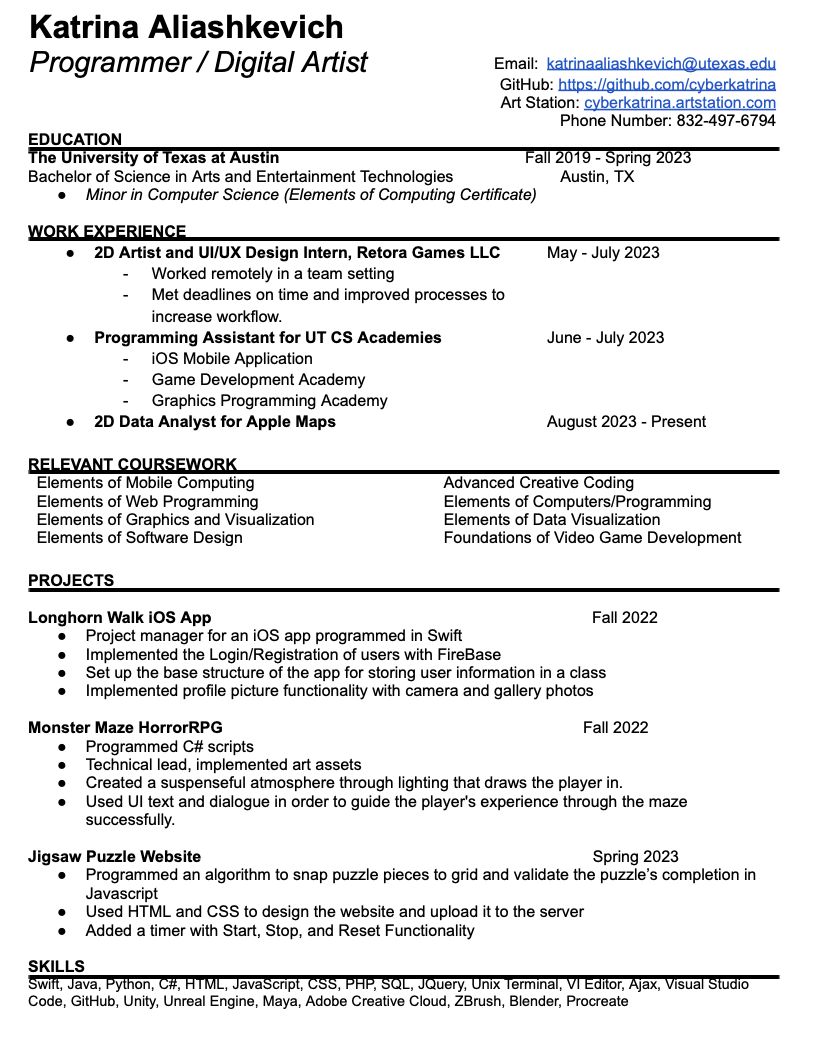 Katrina Aliashkevich
Programmer / Digital Artist
Email: katrinaaliashkevich@utexas.edu
GitHub: https://github.com/cyberkatrina
Art Station: cyberkatrina.artstation.com
Phone Number: 832-497-6794
EDUCATION
The University of Texas at Austin Fall 2019 - Spring 2023
Bachelor of Science in Arts and Entertainment Technologies Austin, TX
● Minor in Computer Science (Elements of Computing Certificate)
WORK EXPERIENCE
● 2D Artist and UI/UX Design Intern, Retora Games LLC May - July 2023
- Worked remotely in a team setting
- Met deadlines on time and improved processes to
increase workflow.
● Programming Assistant for UT CS Academies June - July 2023
- iOS Mobile Application
- Game Development Academy
- Graphics Programming Academy
● 2D Data Analyst for Apple Maps August 2023 - Present
RELEVANT COURSEWORK
Elements of Mobile Computing Advanced Creative Coding
Elements of Web Programming Elements of Computers/Programming
Elements of Graphics and Visualization Elements of Data Visualization
Elements of Software Design Foundations of Video Game Development
PROJECTS
Longhorn Walk iOS App Fall 2022
● Project manager for an iOS app programmed in Swift
● Implemented the Login/Registration of users with FireBase
● Set up the base structure of the app for storing user information in a class
● Implemented profile picture functionality with camera and gallery photos
Monster Maze HorrorRPG Fall 2022
● Programmed C# scripts
● Technical lead, implemented art assets
● Created a suspenseful atmosphere through lighting that draws the player in.
● Used UI text and dialogue in order to guide the player's experience through the maze
successfully.
Jigsaw Puzzle Website Spring 2023
● Programmed an algorithm to snap puzzle pieces to grid and validate the puzzle’s completion in
Javascript
● Used HTML and CSS to design the website and upload it to the server
● Added a timer with Start, Stop, and Reset Functionality
SKILLS
Swift, Java, Python, C#, HTML, JavaScript, CSS, PHP, SQL, JQuery, Unix Terminal, VI Editor, Ajax, Visual Studio
Code, GitHub, Unity, Unreal Engine, Maya, Adobe Creative Cloud, ZBrush, Blender, Procreate